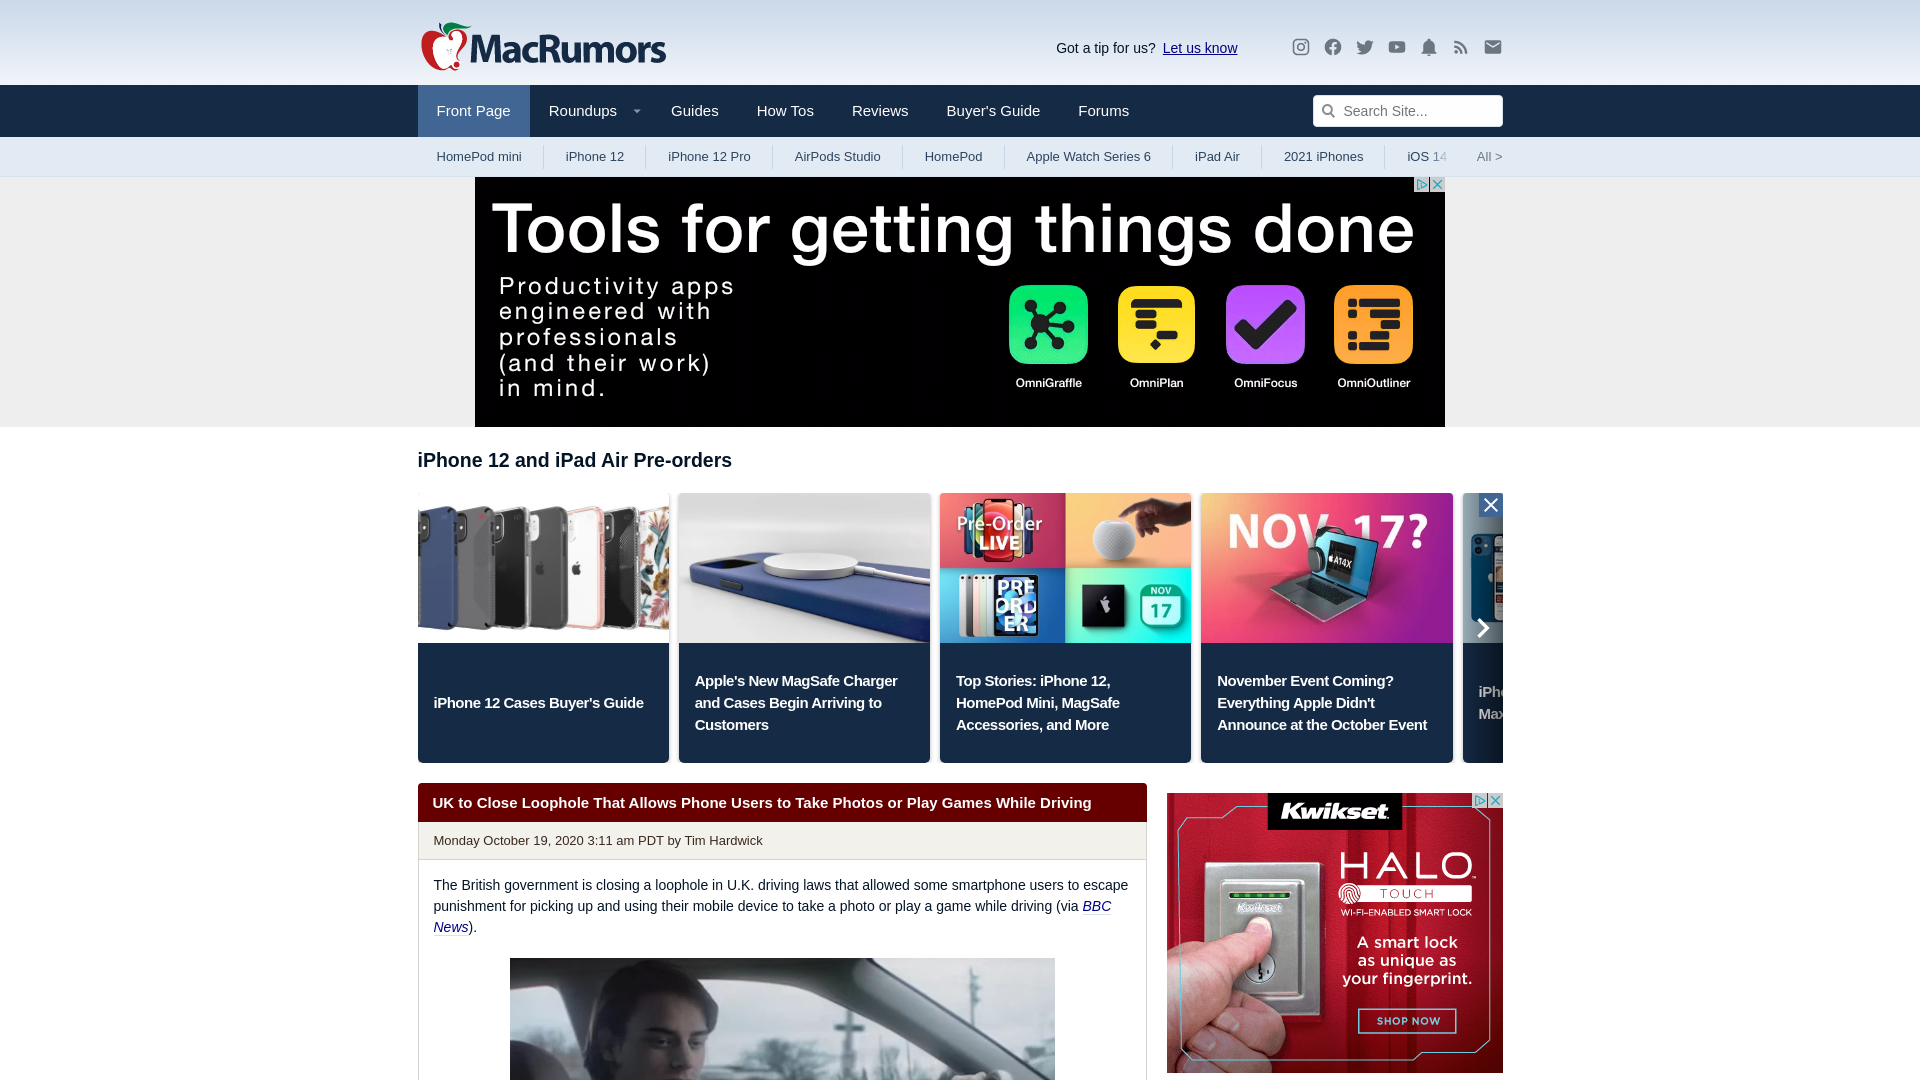 MacRumors
Got a tip for us? Let us know
Front Page
Roundups
Guides
How Tos
Reviews
Buyer's Guide
Forums
Search Site...
HomePod mini
iPhone 12
iPhone 12 Pro
AirPods Studio
HomePod
Apple Watch Series 6
iPad Air
2021 iPhones
iOS 14
All >
Tools for getting things done
Productivity apps
engineered with
professionals
(and their work)
in mind.
OmniGraffle
OmniPlan
OmniFocus
OmniOutliner
iPhone 12 and iPad Air Pre-orders
iPhone 12 Cases Buyer's Guide
Apple's New MagSafe Charger
and Cases Begin Arriving to
Customers
Pre-Order
LIVE
PRE
ORD
ER
NOV
17
Top Stories: iPhone 12,
HomePod Mini, MagSafe
Accessories, and More
NOV 17?
A14X
November Event Coming?
Everything Apple Didn't
Announce at the October Event
iPho
Max
UK to Close Loophole That Allows Phone Users to Take Photos or Play Games While Driving
Monday October 19, 2020 3:11 am PDT by Tim Hardwick
The British government is closing a loophole in U.K. driving laws that allowed some smartphone users to escape
punishment for picking up and using their mobile device to take a photo or play a game while driving (via BBC
News).
Kwikset
HALO
TOUCH
WI-FI-ENABLED SMART LOCK
Kwikset
A smart lock
as unique as
your fingerprint.
SHOP NOW